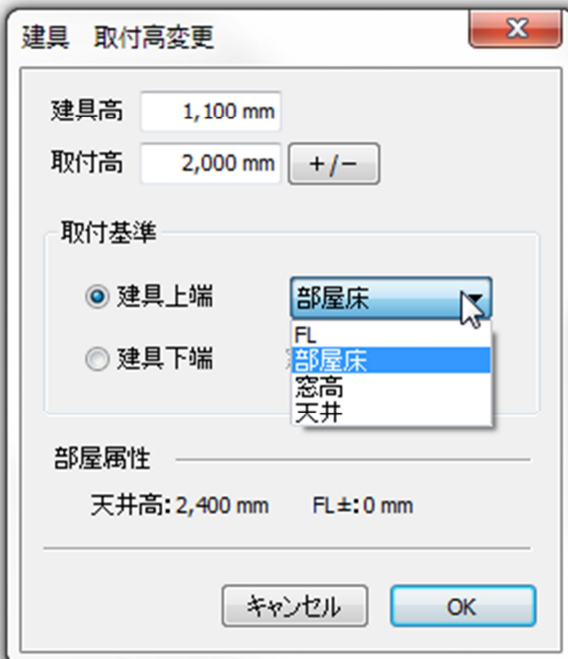 建具 取付高変更
建具高 1,100 mm
取付高 2,000 mm +/-
取付基準
建具上端 部屋床
FL
建具下端 部屋床
窓高
天井
部屋属性
天井高:2,400 mm FL±:0 mm
キャンセル OK